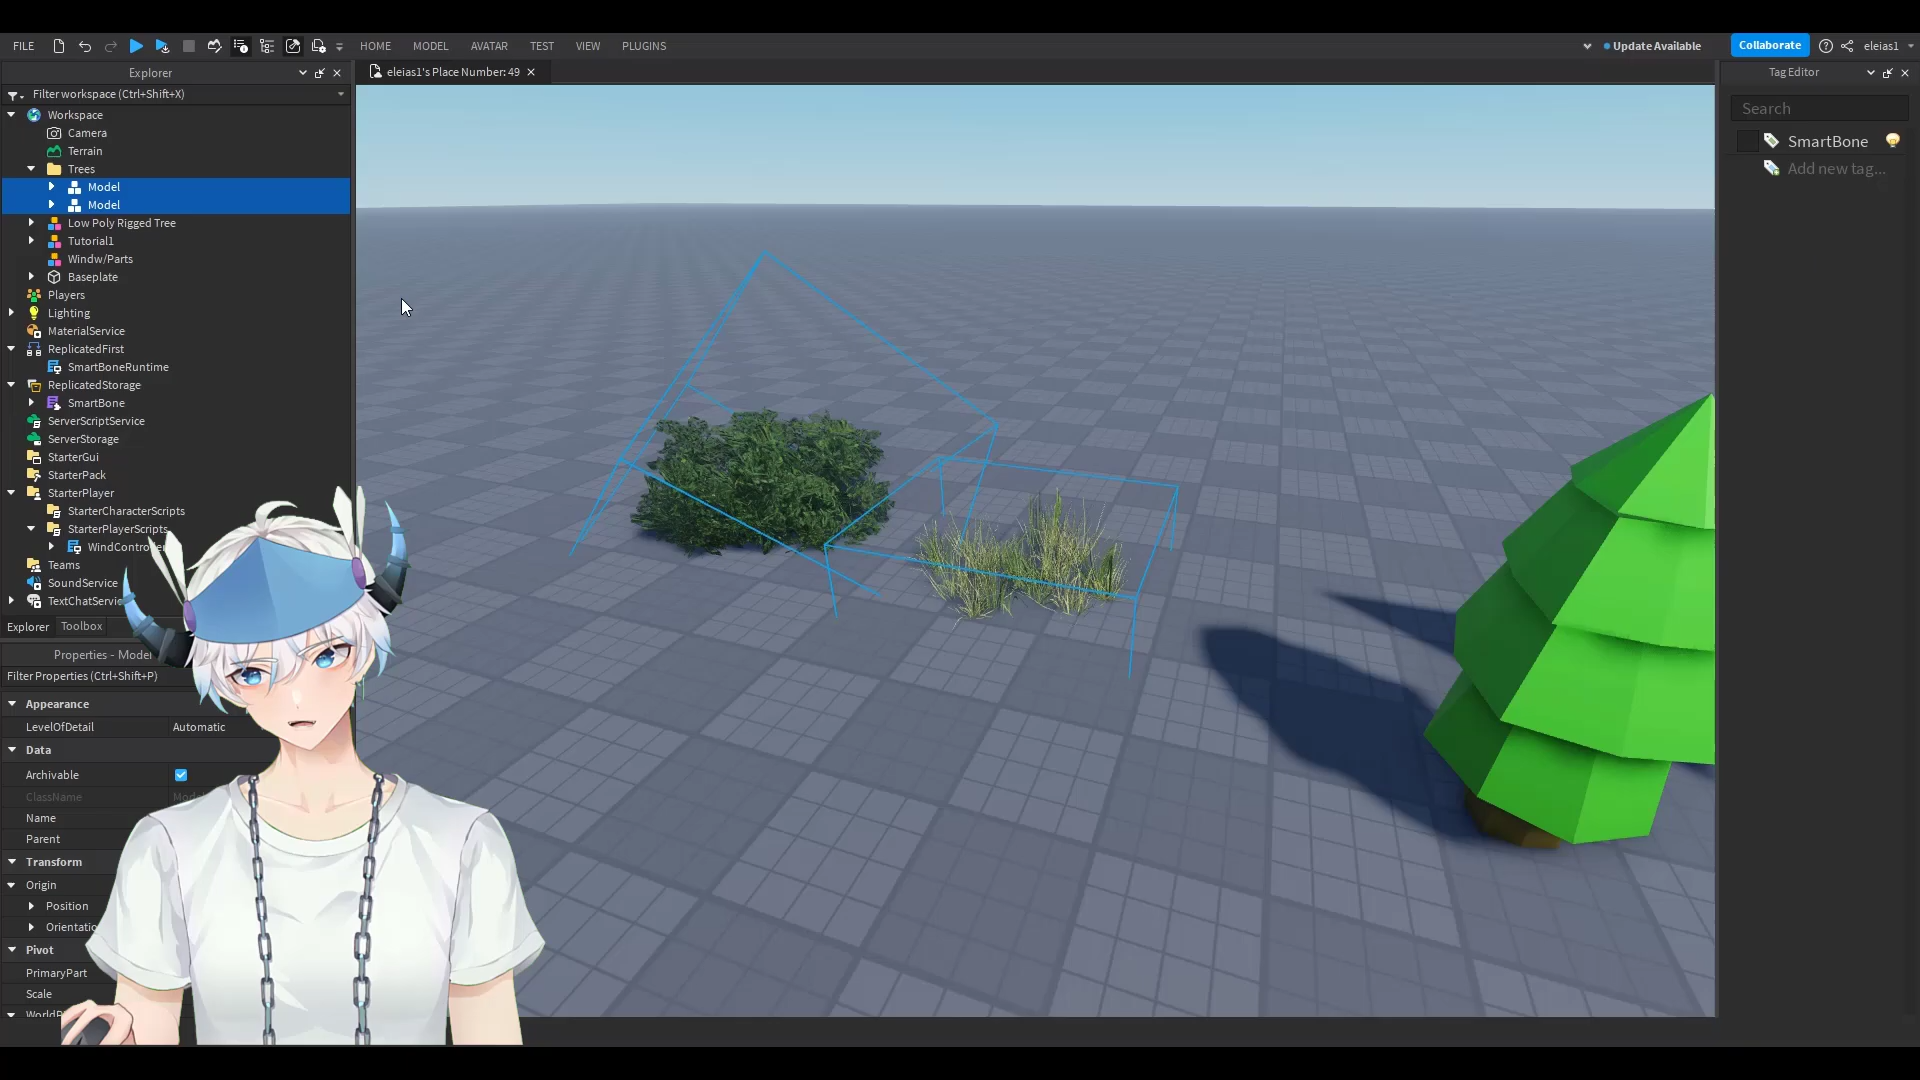 FILE
HOME
MODEL
AVATAR
TEST
VIEW
PLUGINS
Update Available
Collaborate
eleias1
Explorer
eleias1's Place Number: 49
Tag Editor
Filter workspace (Ctrl+Shift+X)
Search
Workspace
Camera
Terrain
Trees
Model
Model
Low Poly Rigged Tree
Tutorial1
Windw/Parts
Baseplate
Players
Lighting
MaterialService
ReplicatedFirst
SmartBoneRuntime
ReplicatedStorage
SmartBone
ServerScriptService
ServerStorage
StarterGui
StarterPack
StarterPlayer
StarterCharacterScripts
StarterPlayerScripts
Teams
SoundService
SmartBone
Add new tag...
Explorer
Toolbox
Properties - Model
Filter Properties (Ctrl+Shift+P)
Appearance
LevelOfDetail
Automatic
Data
Archivable
ClassName
Name
Parent
Transform
Origin
Position
Pivot
PrimaryPart
Scale